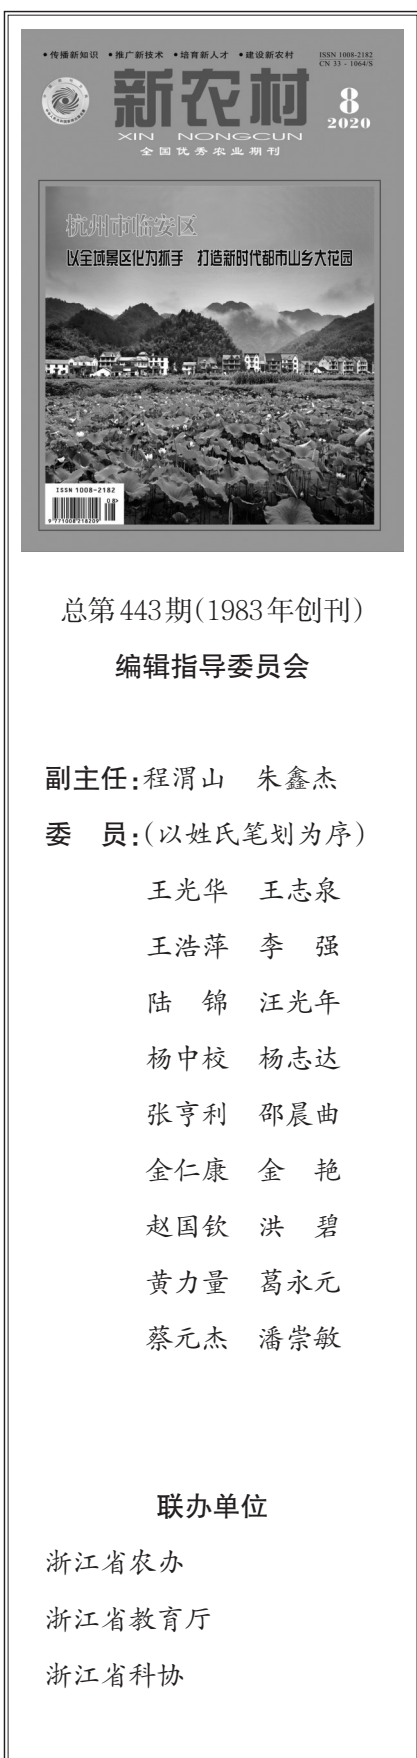 •传播新知识 •推广新技术 •培育新人才 •建设新农村
ISSN 1008-2182
CN 33-1064/S
新农村
XIN NONGCUN
全国优秀农业期刊
8
2020
杭州市临安区
以全域景区化为抓手 打造新时代都市山乡大花园
ISSN 1008-2182
08>
9 771008 218209
总第443期(1983年创刊)
编辑指导委员会
副主任:程渭山 朱鑫杰
委 员:(以姓氏笔划为序)
王光华 王志泉
王浩萍 李 强
陆 锦 汪光年
杨中校 杨志达
张亨利 邵晨曲
金仁康 金 艳
赵国钦 洪 碧
黄力量 葛永元
蔡元杰 潘崇敏
联办单位
浙江省农办
浙江省教育厅
浙江省科协